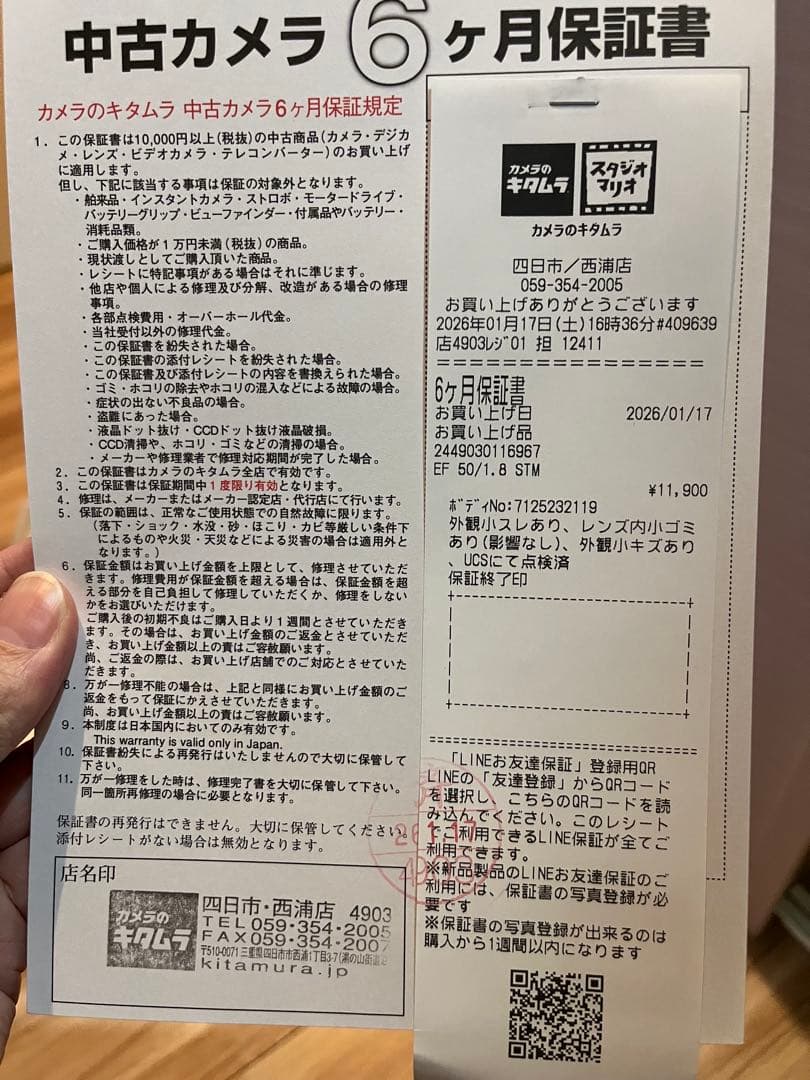 中古カメラ6ヶ月保証書
カメラのキタムラ 中古カメラ6ヶ月保証規定
1. この保証書は10,000円以上(税抜)の中古商品(カメラ・デジカ
メ・レンズ・ビデオカメラ・テレコンバーター)のお買い上げ
に適用します。
但し、下記に該当する事項は保証の対象外となります。
・舶来品・インスタントカメラ・ストロボ・モータードライブ・
バッテリーグリップ・ビューファインダー・付属品やバッテリー・
消耗品類。
・ご購入価格が1万円未満(税抜)の商品。
・現状渡しとしてご購入頂いた商品。
・レシートに特記事項がある場合はそれに準じます。
・他店や個人による修理及び分解、改造がある場合の修理
事項。
・各部点検費用・オーバーホール代金。
・当社受付以外の修理代金。
・この保証書を紛失された場合。
・この保証書の添付レシートを紛失された場合。
・この保証書及び添付レシートの内容を書換えられた場合。
・ゴミ・ホコリの除去やホコリの混入などによる故障の場合。
・症状の出ない不良品の場合。
・盗難にあった場合。
・液晶ドット抜け・CCDドット抜け液晶破損。
・CCD清掃や、ホコリ・ゴミなどの清掃の場合。
・メーカーや修理業者で修理対応期間が完了した場合。
2. この保証書はカメラのキタムラ全店で有効です。
3. この保証書は保証期間中1度限り有効となります。
4. 修理は、メーカーまたはメーカー認定店・代行店にて行います。
5. 保証の範囲は、正常なご使用状態での自然故障に限ります。
(落下・ショック・水没・砂・ほこり・カビ等厳しい条件下
によるものや火災・天災などによる災害の場合は適用外と
なります。)
6. 保証金額はお買い上げ金額を上限として、修理させていただ
きます。修理費用が保証金額を超える場合は、保証金額を超
える部分を自己負担して修理していただくか、修理をしない
かをお選びいただけます。
ご購入後の初期不良はご購入日より1週間とさせていただき
ます。その場合は、お買い上げ金額のご返金とさせていただ
き、お買い上げ金額以上の責はご容赦願います。
尚、ご返金の際は、お買い上げ店舗でのご対応とさせていた
だきます。
8. 万が一修理不能の場合は、上記と同様にお買い上げ金額のご
返金をもって保証にかえさせていただきます。
尚、お買い上げ金額以上の責はご容赦願います。
9. 本制度は日本国内においてのみ有効です。
This warranty is valid only in Japan.
10. 保証書紛失による再発行はいたしませんので大切に保管して
下さい。
11. 万が一修理をした時は、修理完了書を大切に保管して下さい。
同一箇所再修理の場合に必要となります。
保証書の再発行はできません。大切に保管してください。
添付レシートがない場合は無効となります。
店名印
カメラの
キタムラ
四日市・西浦店 4903
TEL 059・354・2005
FAX 059・354・2007
〒510-0071 三重県四日市市西浦1丁目3-7(湯の山街道沿
kitamura.jp
カメラの
キタムラ
スタジオ
マリオ
カメラのキタムラ
四日市/西浦店
059-354-2005
お買い上げありがとうございます
2026年01月17日(土)16時36分#409639
店4903レジ01 担 12411
6ヶ月保証書
お買い上げ日 2026/01/17
お買い上げ品
2449030116967
EF 50/1.8 STM
¥11,900
ボディNo:7125232119
外観小スレあり、レンズ内小ゴミ
あり(影響なし)、外観小キズあり
、UCSにて点検済
保証終了印
「LINEお友達保証」登録用QR
LINEの「友達登録」からQRコード
を選択し、こちらのQRコードを読
み込んでください。このレシート
でご利用できるLINE保証が全てご
利用できます。
※新品製品のLINEお友達保証のご
利用には、保証書の写真登録が必
要です
※保証書の写真登録が出来るのは
購入から1週間以内になります
26.1.17
4903